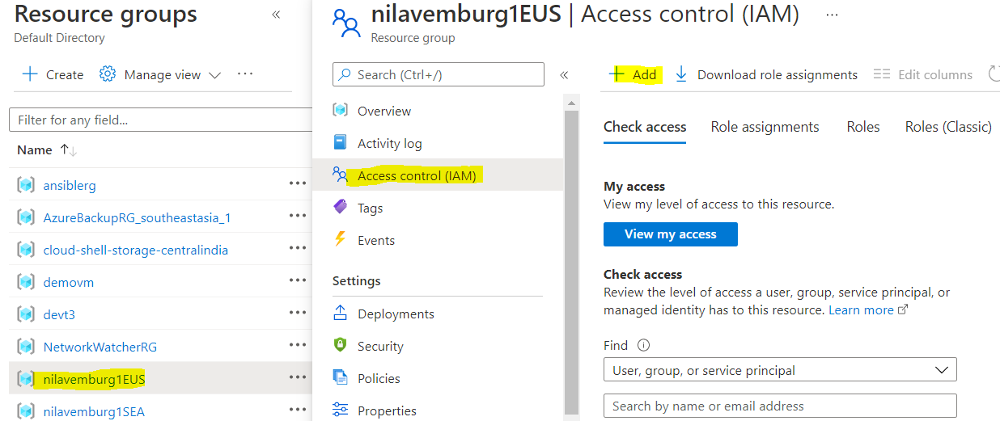 Resource groups
«
Default Directory
Create
Manage view
...
Filter for any field...
Name
ansiblerg
AzureBackupRG_southeastasia_1
cloud-shell-storage-centralindia
demovm
devt3
NetworkWatcherRG
nilavemburg1EUS
nilavemburg1SEA
nilavemburg1EUS | Access control (IAM)
...
Resource group
Search (Ctrl+/)
«
Overview
Activity log
Access control (IAM)
Tags
Events
Settings
Deployments
Security
Policies
Properties
Add
Download role assignments
Edit columns
Check access
Role assignments
Roles
Roles (Classic)
My access
View my level of access to this resource.
View my access
Check access
Review the level of access a user, group, service principal, or
managed identity has to this resource. Learn more
Find
User, group, or service principal
Search by name or email address